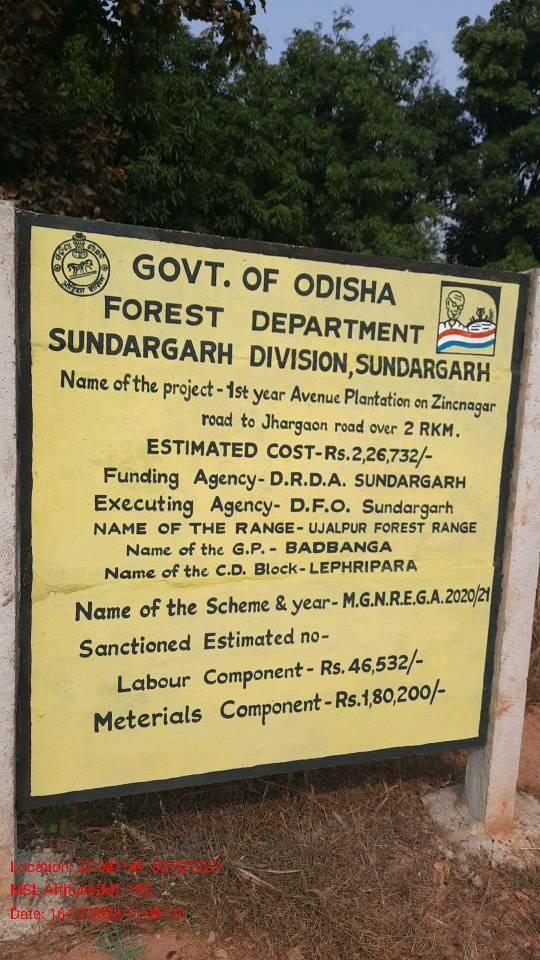 GOVT. OF ODISHA
FOREST DEPARTMENT
SUNDARGARH DIVISION, SUNDARGARH
Name of the project - 1st year Avenue Plantation on Zincnagar
road to Jhargaon road over 2 RKM.
ESTIMATED COST-Rs.2,26,732/-
Funding Agency- D.R.D.A. SUNDARGARH
Executing Agency- D.F.O. Sundargarh
NAME OF THE RANGE- UJALPUR FOREST RANGE
Name of the G.P. - BADBANGA
Name of the C.D. Block- LEPHRIPARA
Name of the Scheme & year- M.G.N.R.E.G.A. 2020/21
Sanctioned Estimated no-
Labour Component - Rs. 46,532/-
Meterials Component - Rs.1,80,200/-
Location:
MSL Altitude(M):
Date: